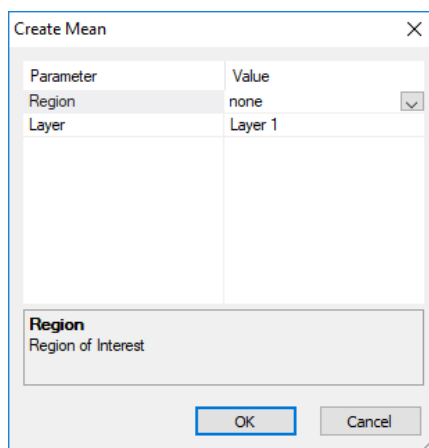 Create Mean
Parameter Value
Region none
Layer Layer 1
Region
Region of Interest
OK Cancel